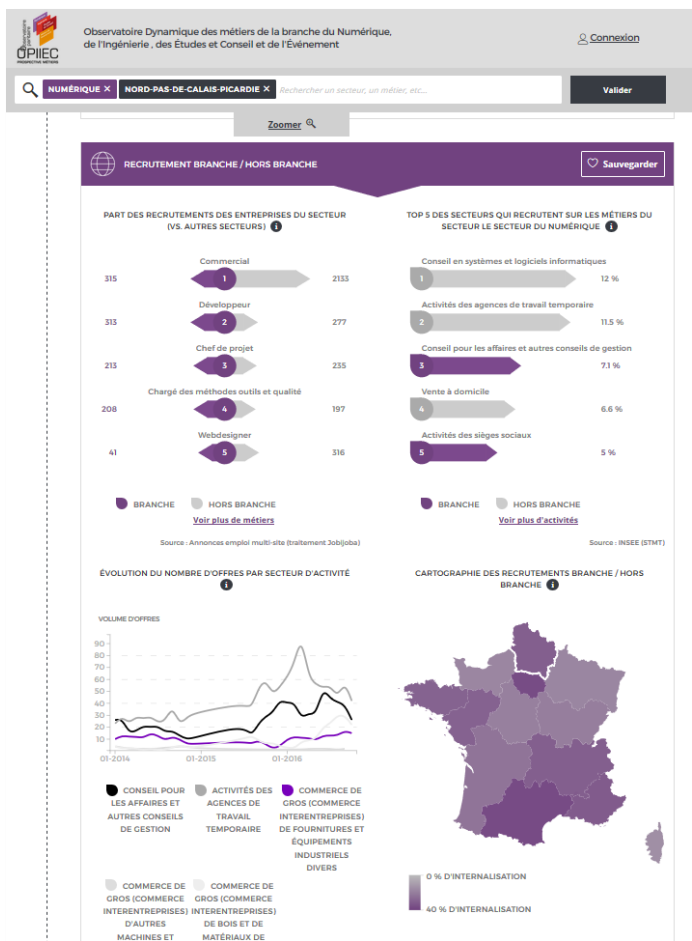 Observatoire
paritaire
OPIIEC
PROSPECTIVE MÉTIERS
Observatoire Dynamique des métiers de la branche du Numérique,
de l'Ingénierie , des Études et Conseil et de l'Événement
Connexion
NUMÉRIQUE ×
NORD-PAS-DE-CALAIS-PICARDIE ×
Rechercher un secteur, un métier, etc...
Valider
Zoomer
RECRUTEMENT BRANCHE / HORS BRANCHE
Sauvegarder
PART DES RECRUTEMENTS DES ENTREPRISES DU SECTEUR
(VS. AUTRES SECTEURS) i
Commercial
315 1 2133
Développeur
313 2 277
Chef de projet
213 3 235
Chargé des méthodes outils et qualité
208 4 197
Webdesigner
41 5 316
BRANCHE HORS BRANCHE
Voir plus de métiers
Source : Annonces emploi multi-site (traitement Jobijoba)
TOP 5 DES SECTEURS QUI RECRUTENT SUR LES MÉTIERS DU
SECTEUR LE SECTEUR DU NUMÉRIQUE i
Conseil en systèmes et logiciels informatiques
1 12 %
Activités des agences de travail temporaire
2 11.5 %
Conseil pour les affaires et autres conseils de gestion
3 7.1 %
Vente à domicile
4 6.6 %
Activités des sièges sociaux
5 5 %
BRANCHE HORS BRANCHE
Voir plus d'activités
Source : INSEE (STMT)
ÉVOLUTION DU NOMBRE D'OFFRES PAR SECTEUR D'ACTIVITÉ
i
VOLUME D'OFFRES
90
80
70
60
50
40
30
20
10
01-2014 01-2015 01-2016
CONSEIL POUR
LES AFFAIRES ET
AUTRES CONSEILS
DE GESTION
ACTIVITÉS DES
AGENCES DE
TRAVAIL
TEMPORAIRE
COMMERCE DE
GROS (COMMERCE
INTERENTREPRISES)
DE FOURNITURES ET
ÉQUIPEMENTS
INDUSTRIELS
DIVERS
COMMERCE DE
GROS (COMMERCE
INTERENTREPRISES)
D'AUTRES
MACHINES ET
COMMERCE DE
GROS (COMMERCE
INTERENTREPRISES)
DE BOIS ET DE
MATÉRIAUX DE
CARTOGRAPHIE DES RECRUTEMENTS BRANCHE / HORS
BRANCHE i
0 % D'INTERNALISATION
40 % D'INTERNALISATION